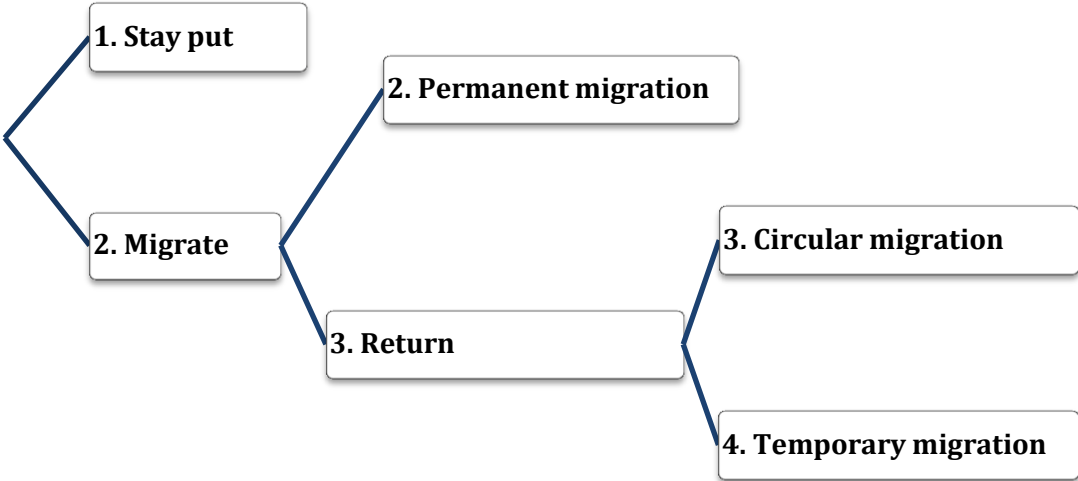 1. Stay put
2. Permanent migration
2. Migrate
3. Circular migration
3. Return
4. Temporary migration